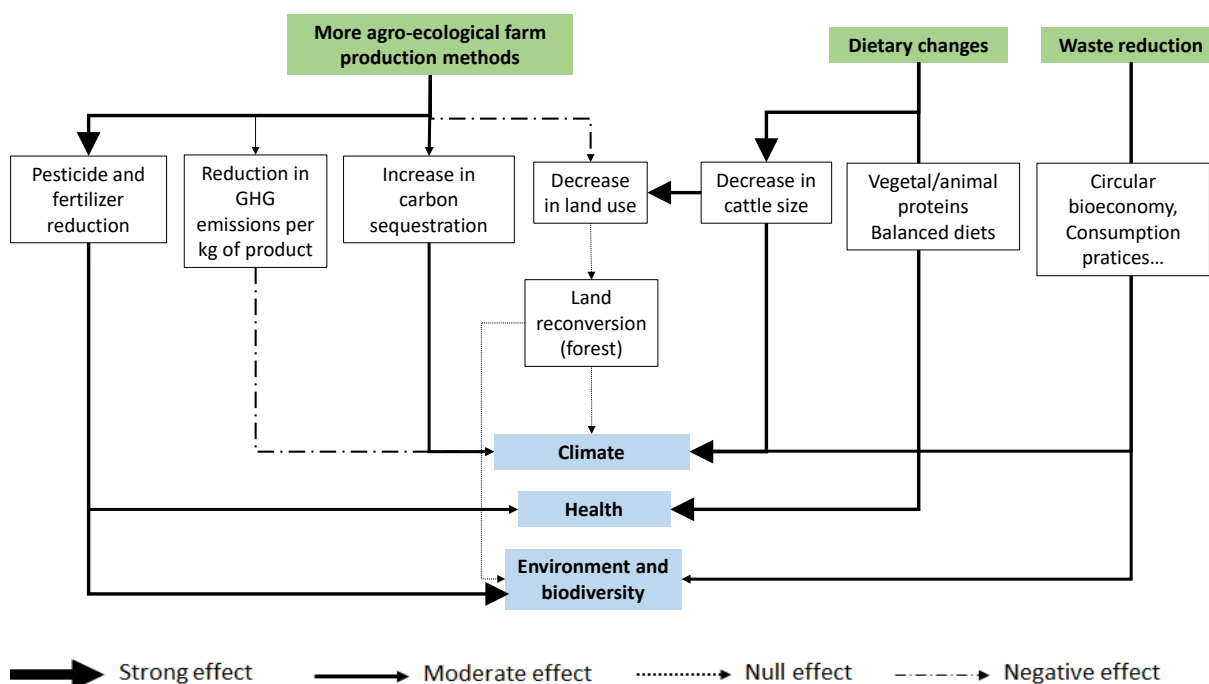 More agro-ecological farm
production methods
Dietary changes
Waste reduction
Pesticide and
fertilizer
reduction
Reduction in
GHG
emissions per
kg of product
Increase in
carbon
sequestration
Decrease
in land use
Decrease in
cattle size
Vegetal/animal
proteins
Balanced diets
Circular
bioeconomy,
Consumption
pratices...
Land
reconversion
(forest)
Climate
Health
Environment and
biodiversity
Strong effect
Moderate effect
Null effect
Negative effect